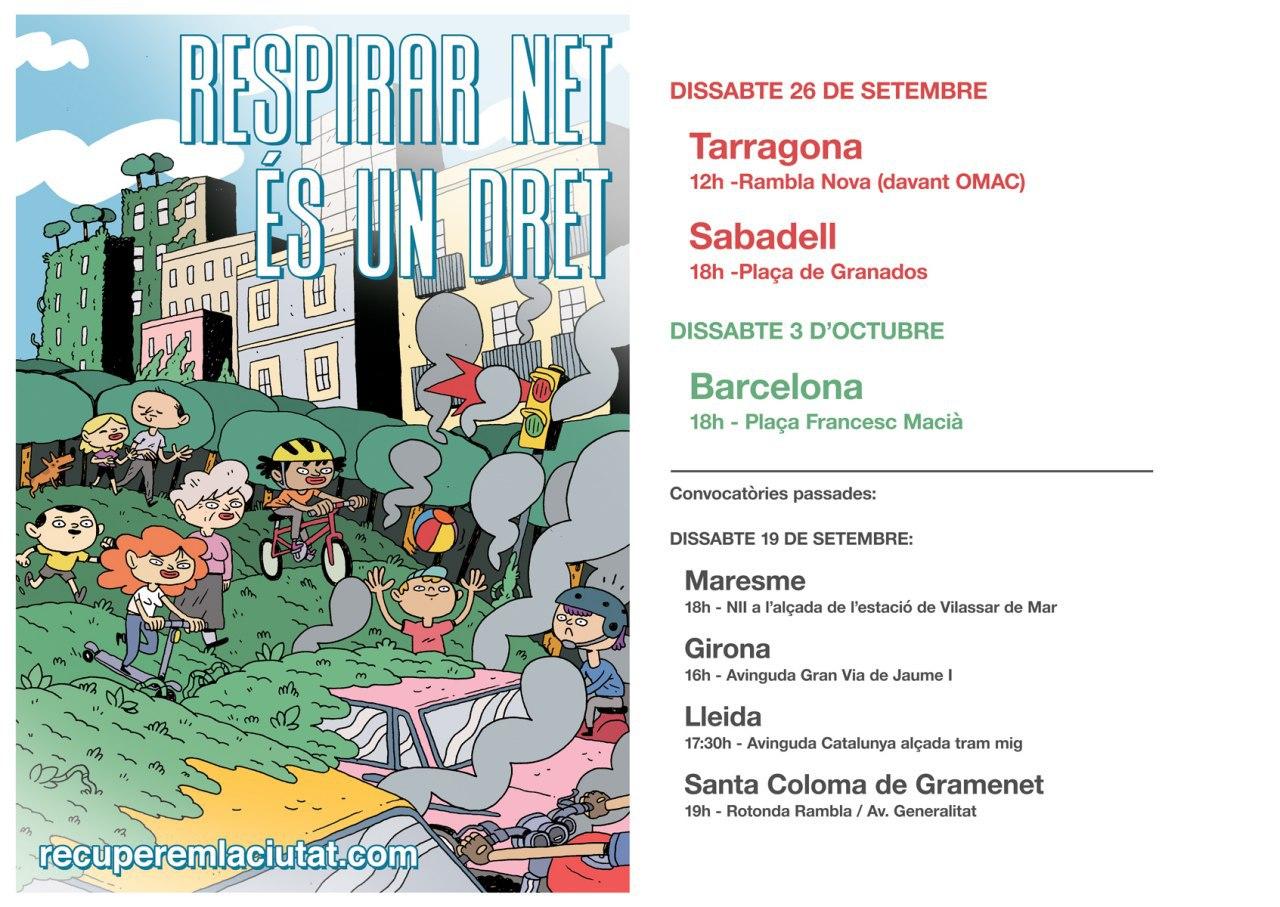 RESPIRAR NET
ÉS UN DRET
recuperemlaciutat.com
DISSABTE 26 DE SETEMBRE
Tarragona
12h -Rambla Nova (davant OMAC)
Sabadell
18h -Plaça de Granados
DISSABTE 3 D’OCTUBRE
Barcelona
18h - Plaça Francesc Macià
Convocatòries passades:
DISSABTE 19 DE SETEMBRE:
Maresme
18h - NII a l’alçada de l’estació de Vilassar de Mar
Girona
16h - Avinguda Gran Via de Jaume I
Lleida
17:30h - Avinguda Catalunya alçada tram mig
Santa Coloma de Gramenet
19h - Rotonda Rambla / Av. Generalitat